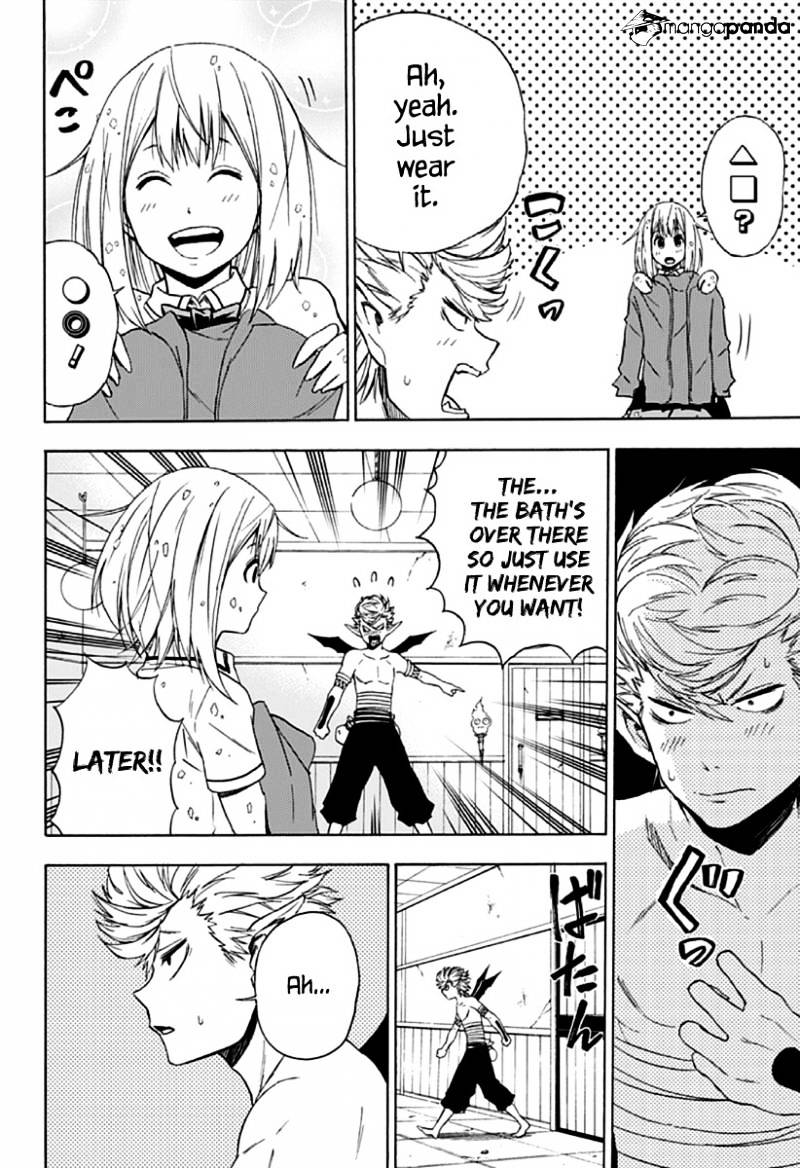 mangapanda
△
□
?
Ah,
yeah.
Just
wear
it.
こくっ
ぺこ
●
◎
!
ぐっ
THE...
THE BATH'S
OVER THERE
SO JUST USE
IT WHENEVER
YOU WANT!
LATER!!
ばたん
Ah...